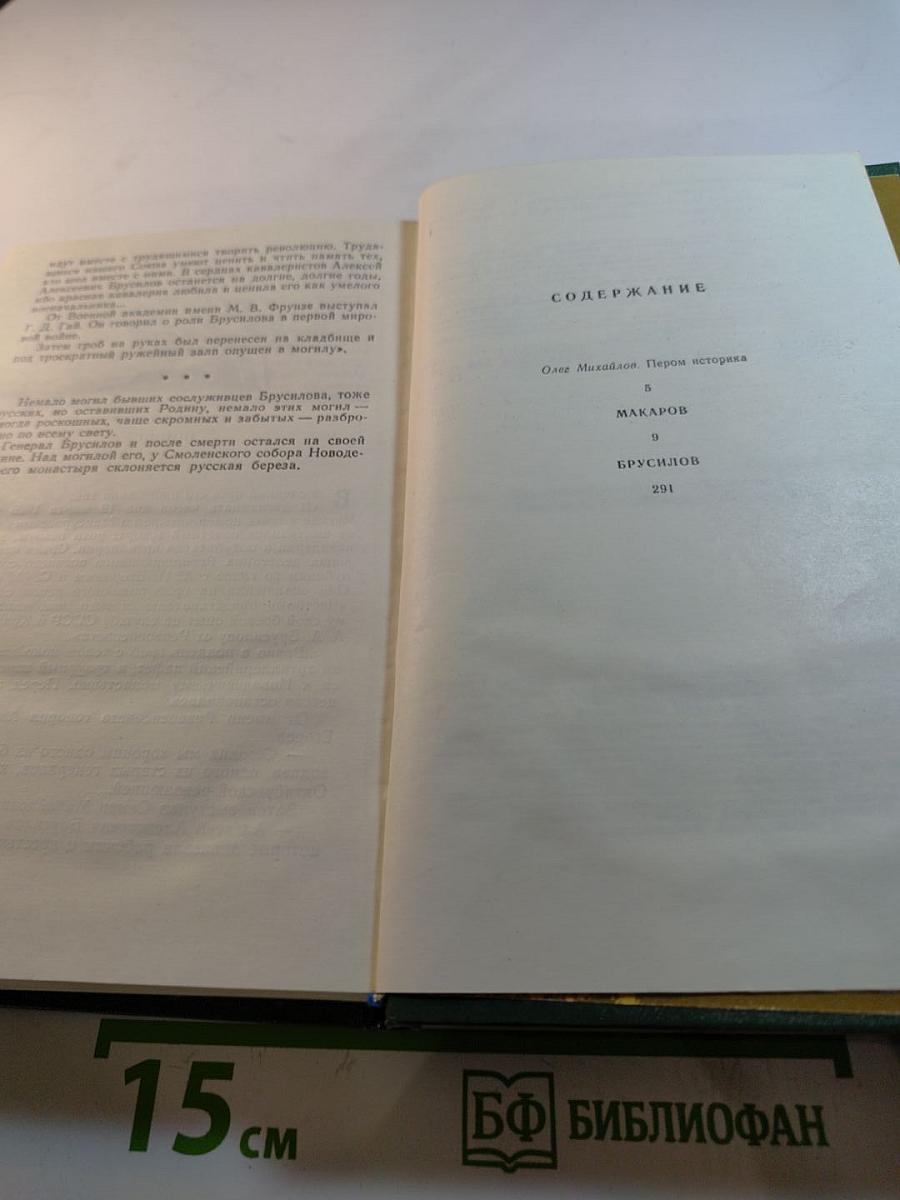 идут вместе с трудящимися творить революцию. Трудя-
щиеся нашего Союза умеют ценить и чтить память тех,
кто шел вместе с ними. В сердцах кавалеристов Алексей
Алексеевич Брусилов останется на долгие, долгие годы,
ибо красная кавалерия любила и ценила его как умелого
военачальника...
От Военной академии имени М. В. Фрунзе выступал
Г. Д. Гай. Он говорил о роли Брусилова в первой миро-
вой войне.
Затем гроб на руках был перенесен на кладбище и
под троекратный ружейный залп опущен в могилу».
* * *
Немало могил бывших сослуживцев Брусилова, тоже
русских, но оставивших Родину, немало этих могил —
иногда роскошных, чаще скромных и забытых — разбро-
но по всему свету.
Генерал Брусилов и после смерти остался на своей
ине. Над могилой его, у Смоленского собора Новоде-
его монастыря склоняется русская береза.
СОДЕРЖАНИЕ
Олег Михайлов. Пером историка
5
МАКАРОВ
9
БРУСИЛОВ
291
15 см
БФ БИБЛИОФАН